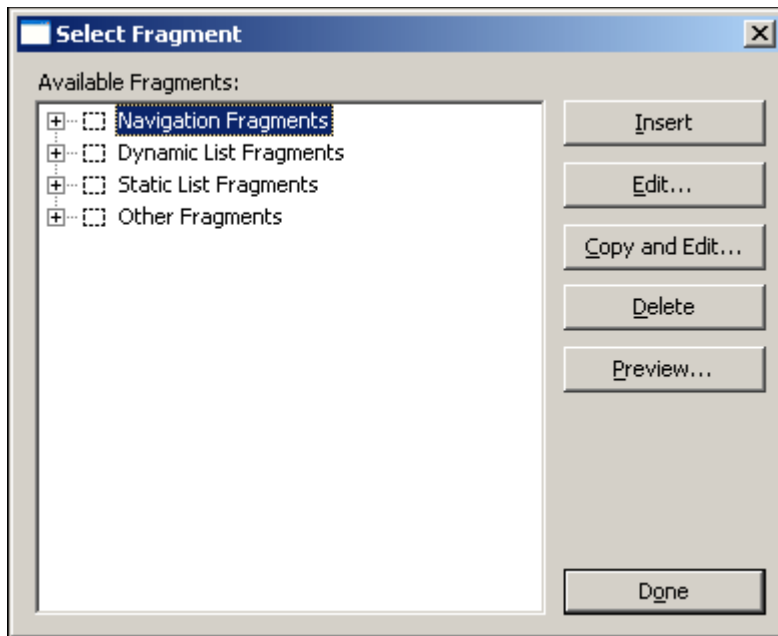 Select Fragment
Available Fragments:
Navigation Fragments
Dynamic List Fragments
Static List Fragments
Other Fragments
Insert
Edit...
Copy and Edit...
Delete
Preview...
Done